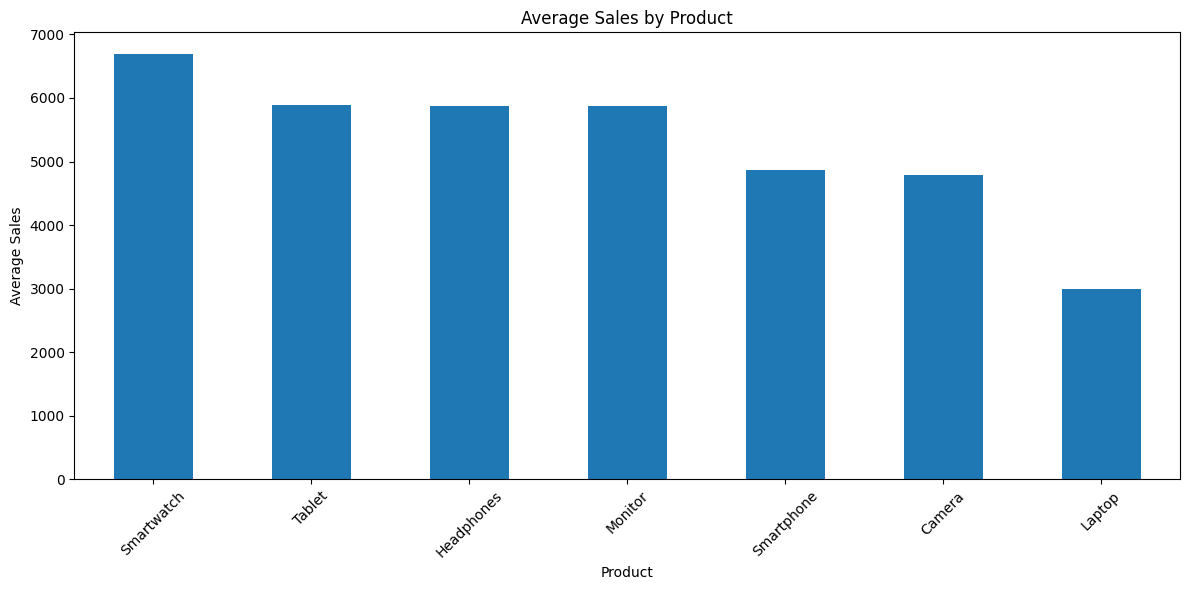 Average Sales by Product
Average Sales
7000
6000
5000
4000
3000
2000
1000
0
Smartwatch
Tablet
Headphones
Monitor
Smartphone
Camera
Laptop
Product